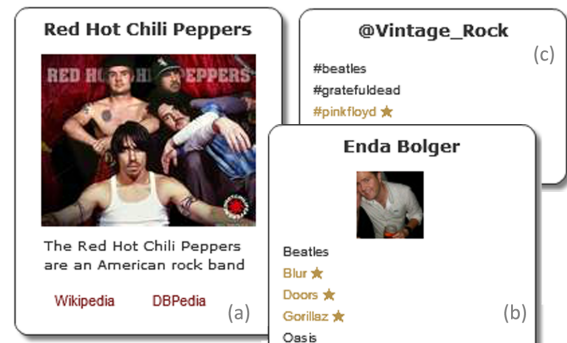 Red Hot Chili Peppers
RED HOT CHILI PEPPERS
The Red Hot Chili Peppers
are an American rock band
Wikipedia DBPedia (a)
@Vintage_Rock
(c)
#beatles
#gratefuldead
#pinkfloyd
Enda Bolger
Beatles
Blur
Doors
Gorillaz
(b)
Oasis